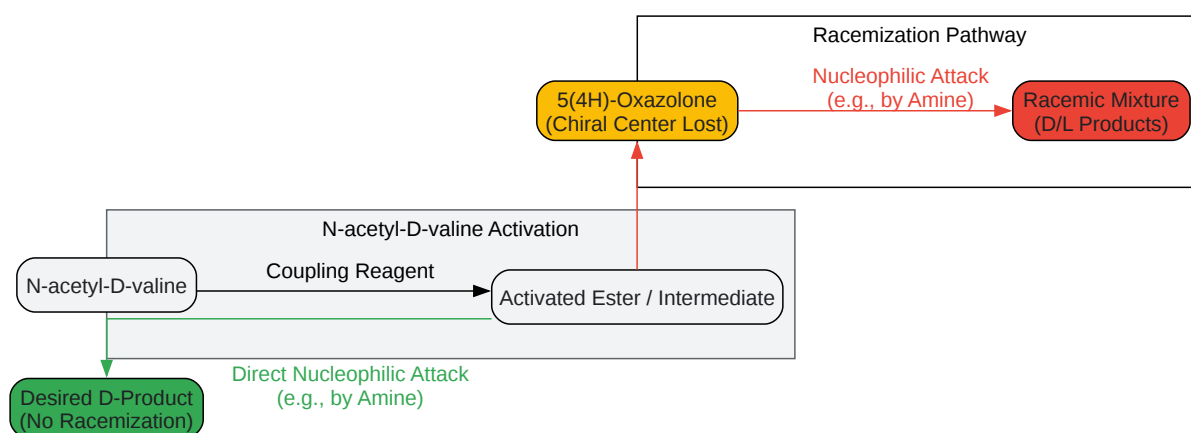 Racemization Pathway
Nucleophilic Attack
(e.g., by Amine)
5(4H)-Oxazolone
(Chiral Center Lost)
Racemic Mixture
(D/L Products)
N-acetyl-D-valine Activation
Coupling Reagent
N-acetyl-D-valine
Activated Ester / Intermediate
Direct Nucleophilic Attack
(e.g., by Amine)
Desired D-Product
(No Racemization)